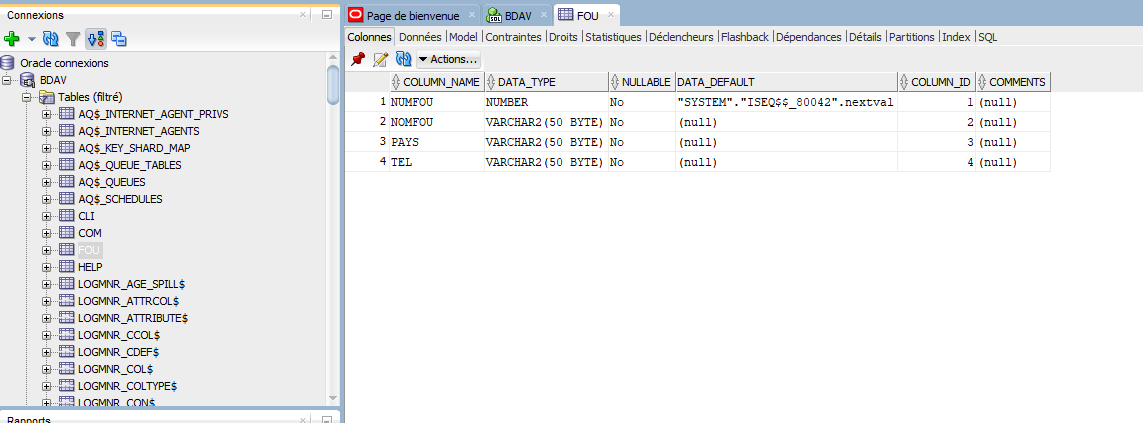 Connexions
Oracle connexions
BDAV
Tables (filtré)
AQ$_INTERNET_AGENT_PRIVS
AQ$_INTERNET_AGENTS
AQ$_KEY_SHARD_MAP
AQ$_QUEUE_TABLES
AQ$_QUEUES
AQ$_SCHEDULES
CLI
COM
FOU
HELP
LOGMNR_AGE_SPILL$
LOGMNR_ATTRCOL$
LOGMNR_ATTRIBUTE$
LOGMNR_CCOL$
LOGMNR_CDEF$
LOGMNR_COL$
LOGMNR_COLTYPE$
LOGMNR_CON$
Rapports
Page de bienvenue BDAV FOU
Colonnes Données Model Contraintes Droits Statistiques Déclencheurs Flashback Dépendances Détails Partitions Index SQL
Actions...
COLUMN_NAME DATA_TYPE NULLABLE DATA_DEFAULT COLUMN_ID COMMENTS
1 NUMFOU NUMBER No "SYSTEM"."ISEQ$$_80042".nextval 1 (null)
2 NOMFOU VARCHAR2(50 BYTE) No (null) 2 (null)
3 PAYS VARCHAR2(50 BYTE) No (null) 3 (null)
4 TEL VARCHAR2(50 BYTE) No (null) 4 (null)